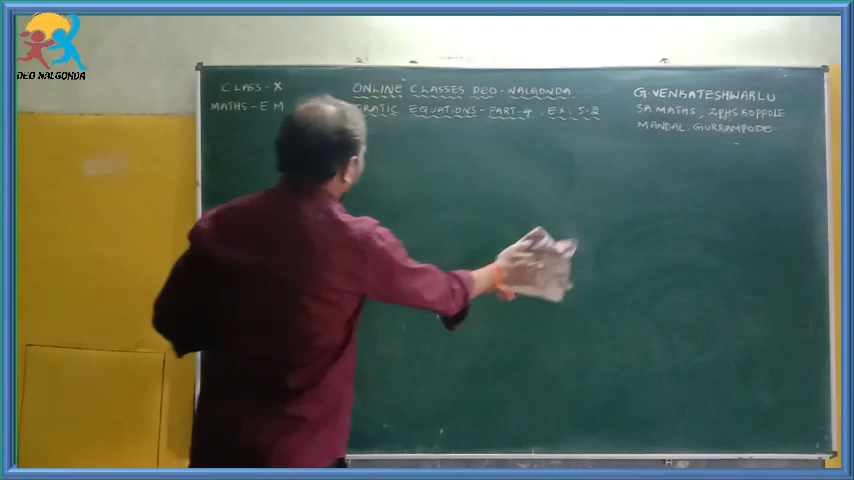 DEO NALGONDA
CLASS - X
MATHS - E M
ONLINE CLASSES DEO - NALGONDA
RATIC EQUATIONS - PART-4, EX: 5.2
G. VENKATESHWARLU
SA MATHS, ZPHS KOPPOLE
MANDAL: GURRAMPODE